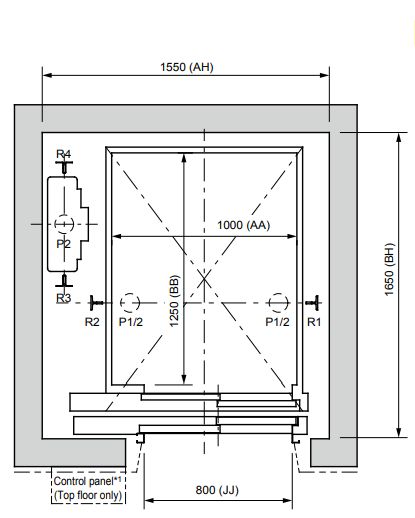 1550 (AH)
R4
1000 (AA)
P2
1250 (BB)
1650 (BH)
R3
R2
P1/2
P1/2
R1
Control panel*1
(Top floor only)
800 (JJ)